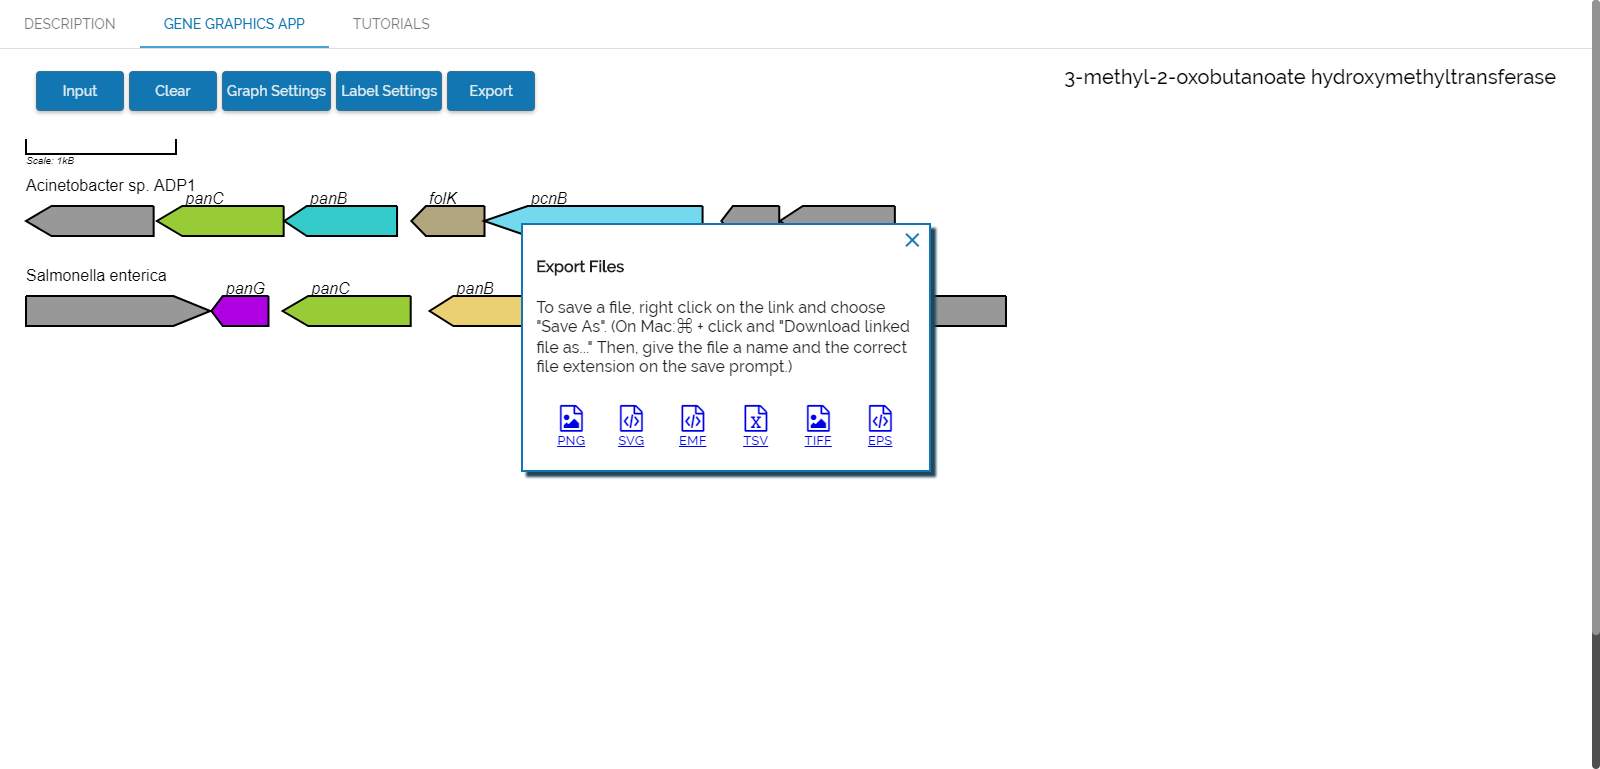 DESCRIPTION
GENE GRAPHICS APP
TUTORIALS
Input
Clear
Graph Settings
Label Settings
Export
3-methyl-2-oxobutanoate hydroxymethyltransferase
Scale: 1kB
Acinetobacter sp. ADP1
panC
panB
folK
pcnB
Salmonella enterica
panG
panC
panB
Export Files
To save a file, right click on the link and choose
"Save As". (On Mac:⌘ + click and "Download linked
file as..." Then, give the file a name and the correct
file extension on the save prompt.)
PNG
SVG
EMF
TSV
TIFF
EPS